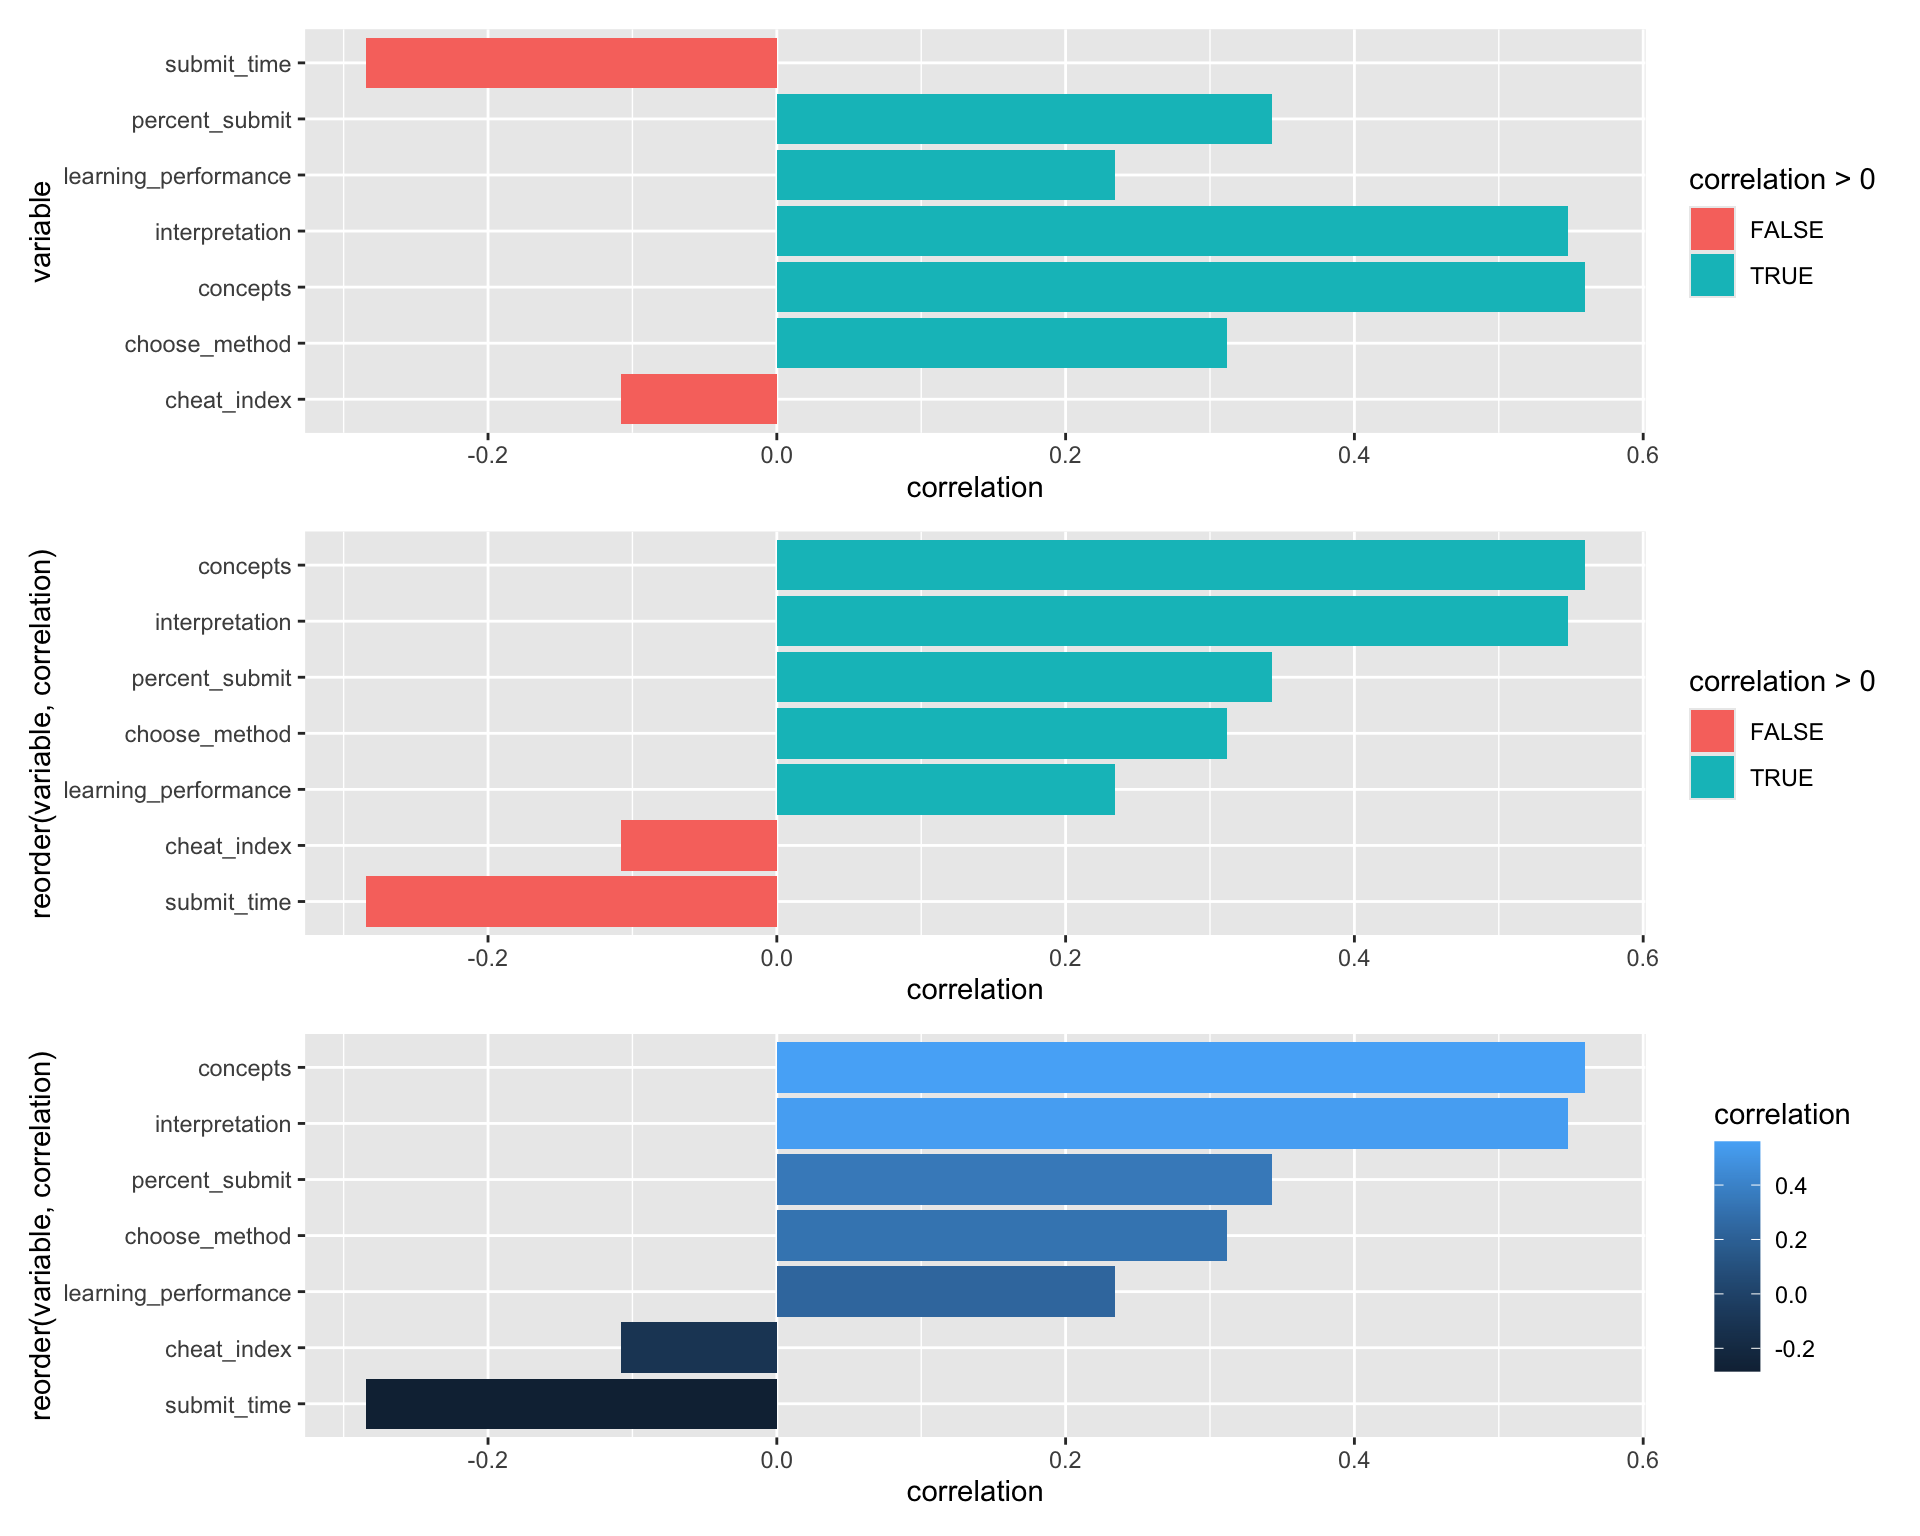 submit_time
percent_submit
learning_performance
interpretation
concepts
choose_method
cheat_index
variable
-0.2 0.0 0.2 0.4 0.6
correlation
correlation > 0
FALSE
TRUE
concepts
interpretation
percent_submit
choose_method
learning_performance
cheat_index
submit_time
reorder(variable, correlation)
-0.2 0.0 0.2 0.4 0.6
correlation
correlation > 0
FALSE
TRUE
concepts
interpretation
percent_submit
choose_method
learning_performance
cheat_index
submit_time
reorder(variable, correlation)
-0.2 0.0 0.2 0.4 0.6
correlation
correlation
0.4
0.2
0.0
-0.2